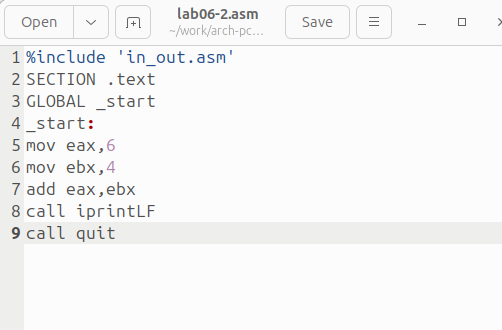 Open
lab06-2.asm
~/work/arch-pc...
Save
1 %include 'in_out.asm'
2 SECTION .text
3 GLOBAL _start
4 _start:
5 mov eax,6
6 mov ebx,4
7 add eax,ebx
8 call iprintLF
9 call quit